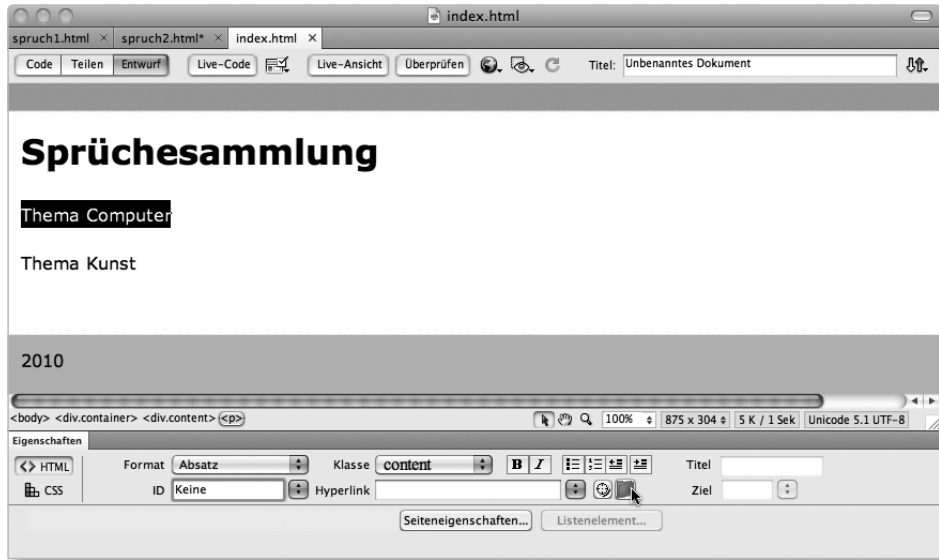 index.html
spruch1.html × spruch2.html* × index.html ×
Code Teilen Entwurf Live-Code Live-Ansicht Überprüfen Titel: Unbenanntes Dokument
Sprüchesammlung
Thema Computer
Thema Kunst
2010
<body> <div.container> <div.content> <p> 100% 875 x 304 5 K / 1 Sek Unicode 5.1 UTF-8
Eigenschaften
<> HTML Format Absatz Klasse content B I Titel
CSS ID Keine Hyperlink Ziel
Seiteneigenschaften... Listenelement...